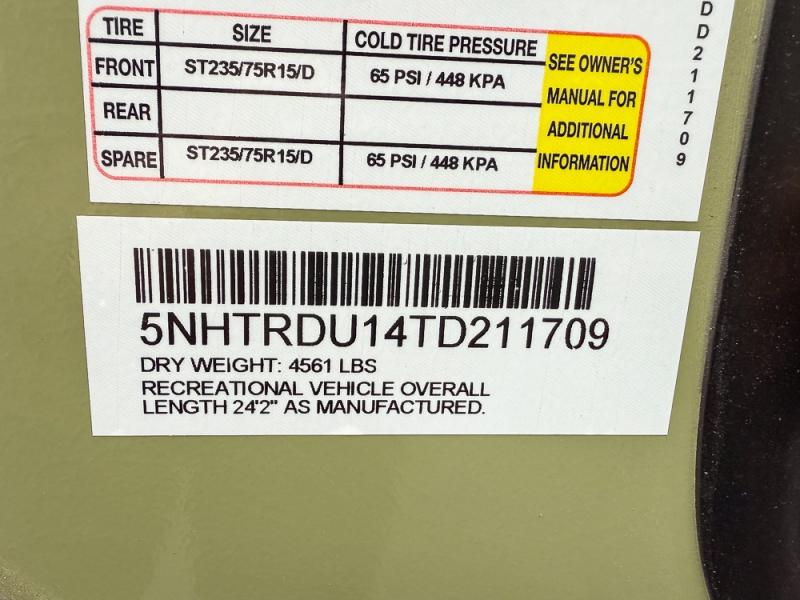 TIRE SIZE COLD TIRE PRESSURE
FRONT ST235/75R15/D 65 PSI / 448 KPA
REAR
SPARE ST235/75R15/D 65 PSI / 448 KPA
SEE OWNER'S
MANUAL FOR
ADDITIONAL
INFORMATION
DD211709
5NHTRDU14TD211709
DRY WEIGHT: 4561 LBS
RECREATIONAL VEHICLE OVERALL
LENGTH 24'2" AS MANUFACTURED.